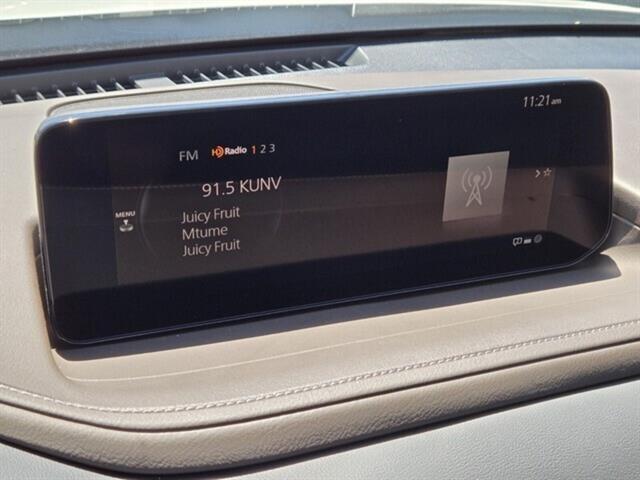 11:21am
FM HD Radio 1 2 3
91.5 KUNV
MENU
Juicy Fruit
Mtume
Juicy Fruit